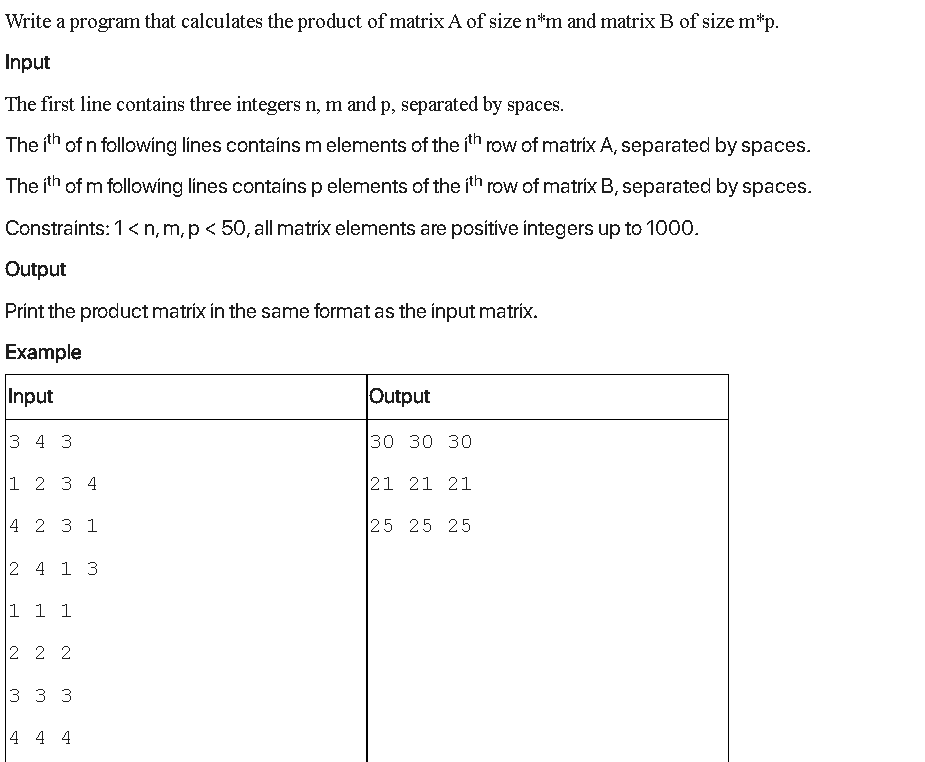 Write a program that calculates the product of matrix A of size n*m and matrix B of size m*p.
Input
The first line contains three integers n, m and p, separated by spaces.
The ith of n following lines contains m elements of the ith row of matrix A, separated by spaces.
The ith of m following lines contains p elements of the ith row of matrix B, separated by spaces.
Constraints: 1 < n, m, p < 50, all matrix elements are positive integers up to 1000.
Output
Print the product matrix in the same format as the input matrix.
Example
Input Output
3 4 3 30 30 30
1 2 3 4 21 21 21
4 2 3 1 25 25 25
2 4 1 3
1 1 1
2 2 2
3 3 3
4 4 4